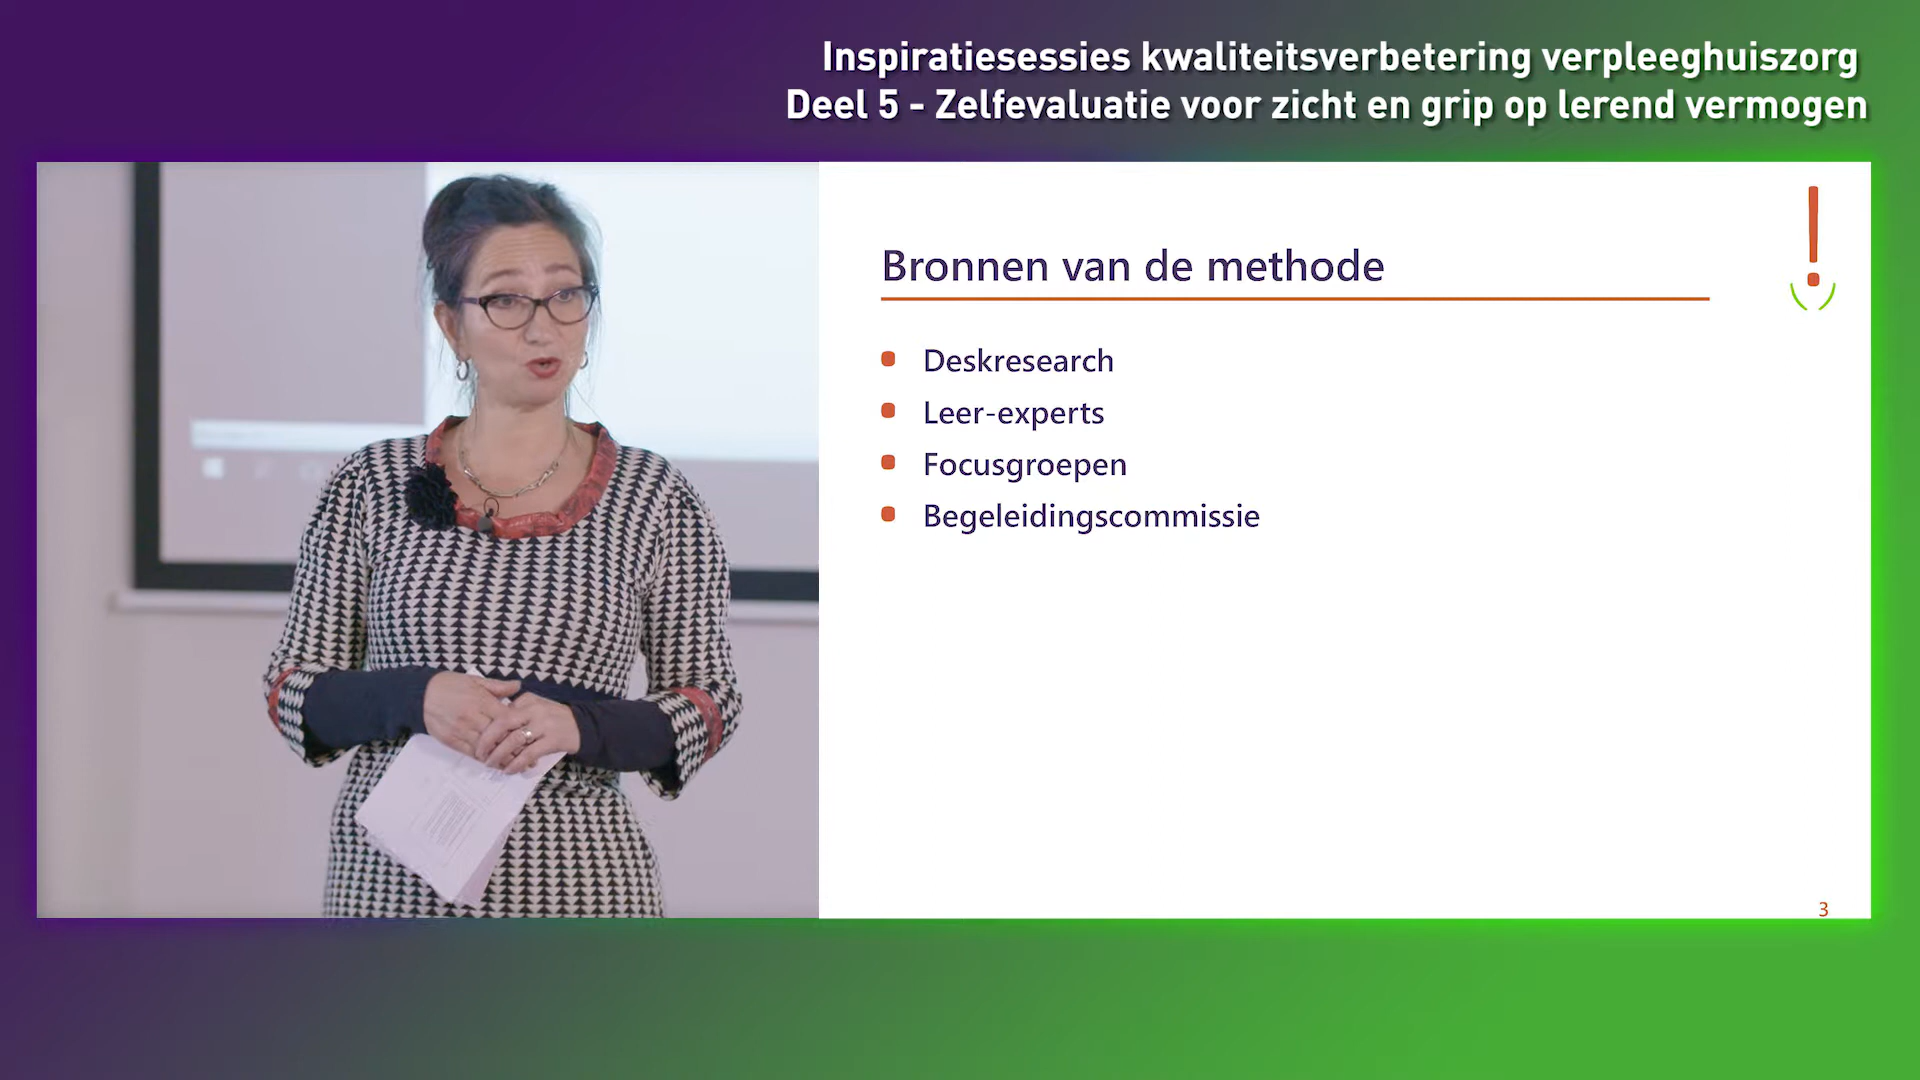 Inspiratiesessies kwaliteitsverbetering verpleeghuiszorg
Deel 5 - Zelfevaluatie voor zicht en grip op lerend vermogen
Bronnen van de methode
Deskresearch
Leer-experts
Focusgroepen
Begeleidingscommissie
3